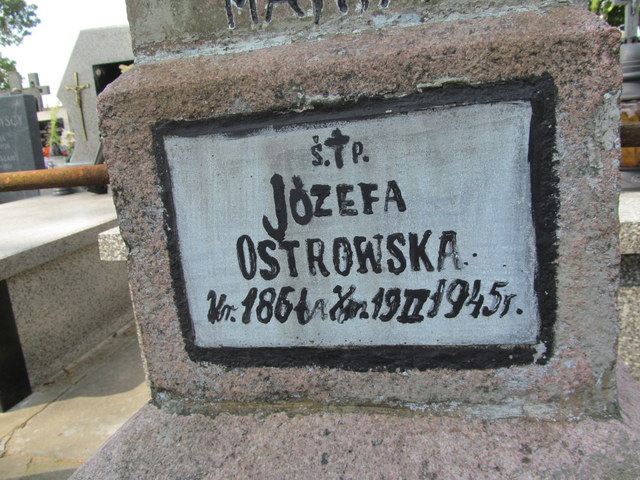 Ś.†P.
JÓZEFA
OSTROWSKA.
Ur. 1861 Zm. 19 II 1945 r.